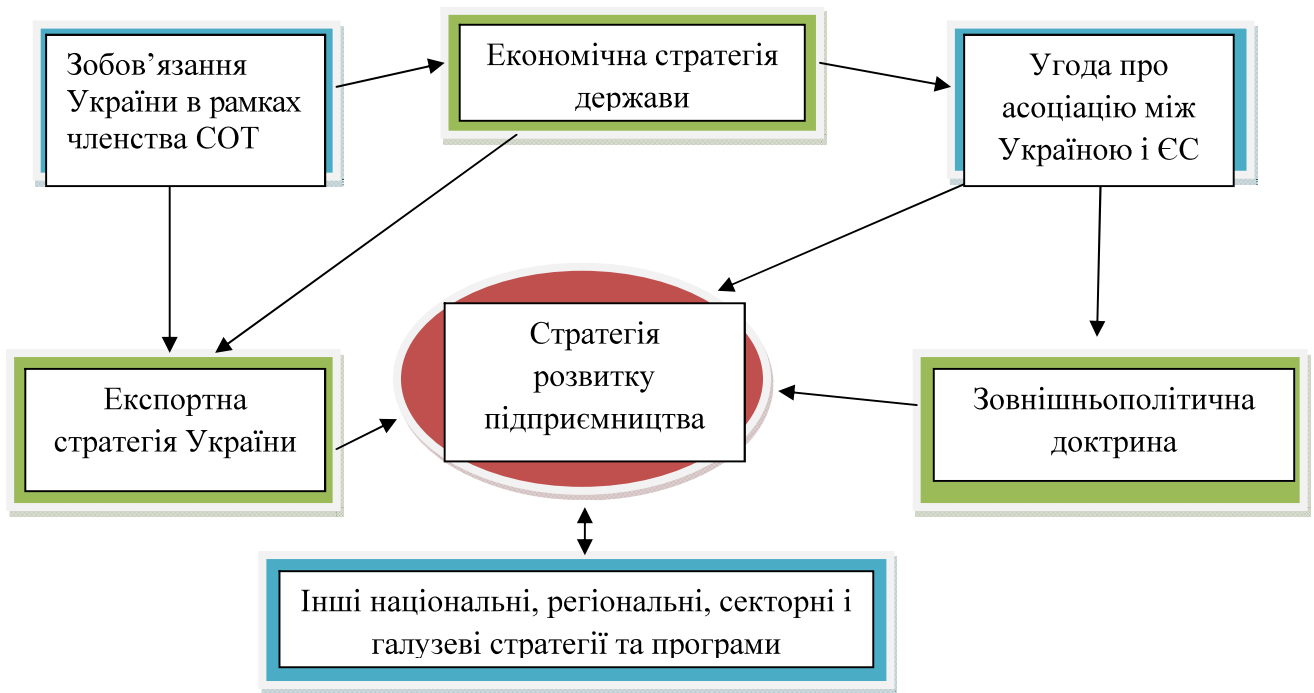 Зобов’язання
України в рамках
членства СОТ
Економічна стратегія
держави
Угода про
асоціацію між
Україною і ЄС
Стратегія
розвитку
підприємництва
Експортна
стратегія України
Зовнішньополітична
доктрина
Інші національні, регіональні, секторні і
галузеві стратегії та програми